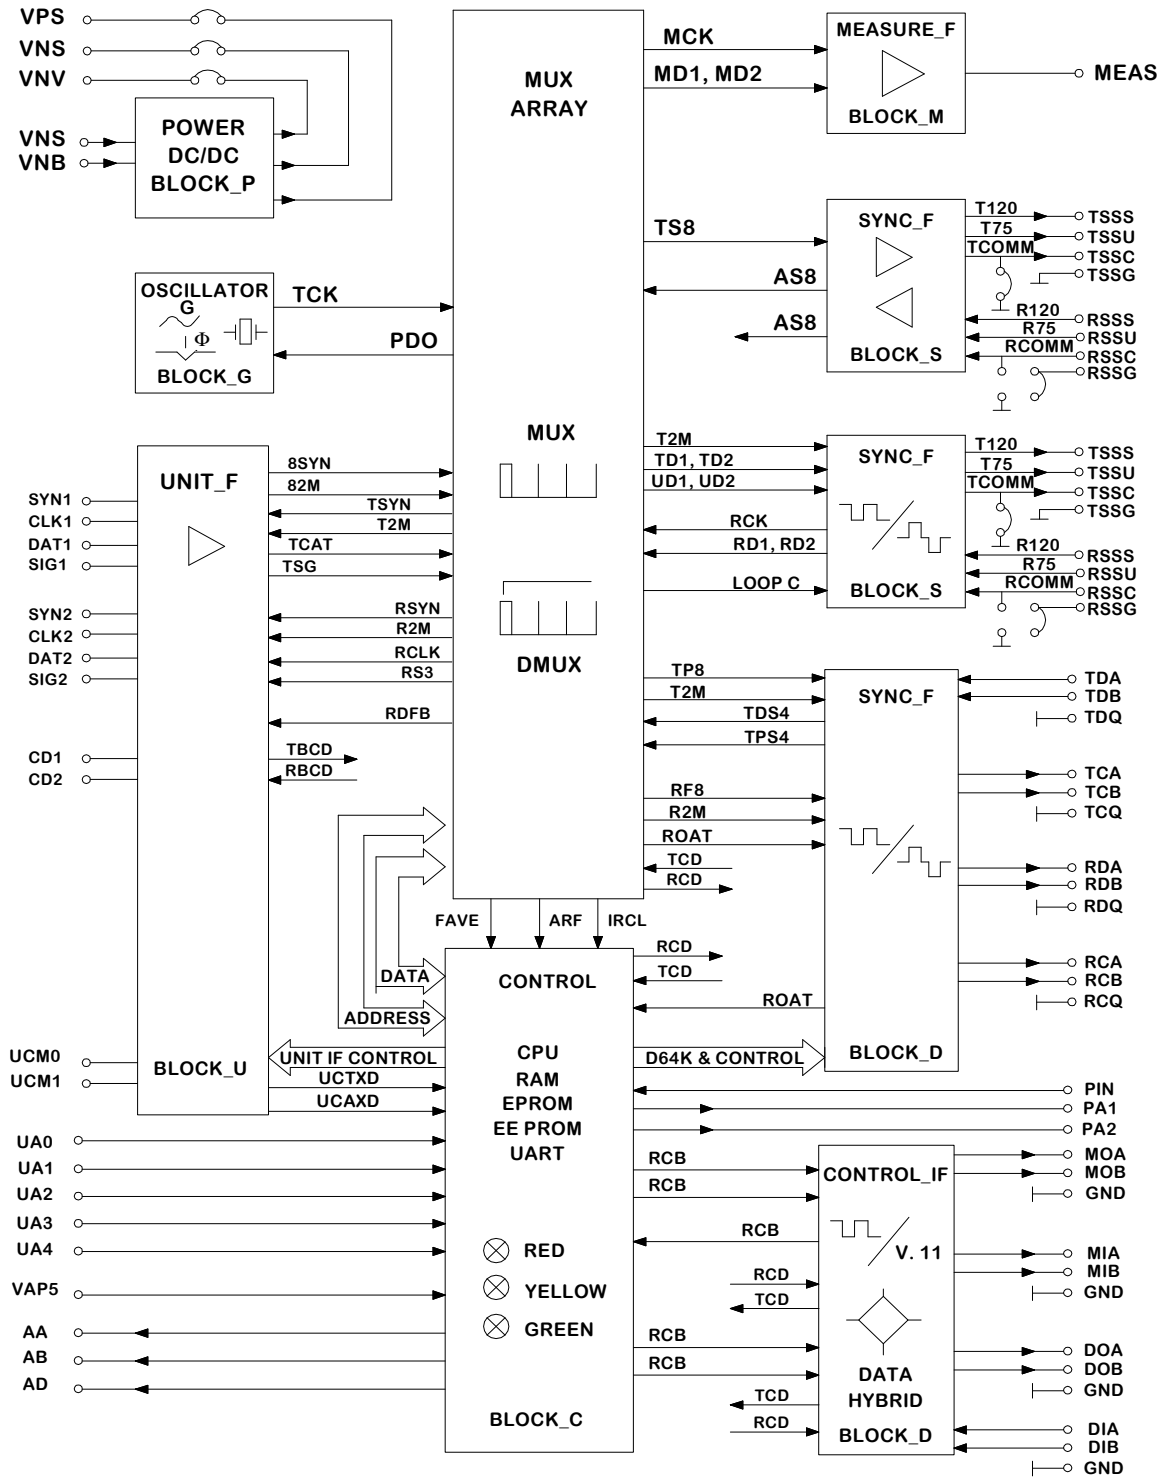 VPS
VNS
VNV
VNS
VNB
POWER
DC/DC
BLOCK_P
OSCILLATOR
G
Φ
BLOCK_G
TCK
PDO
MUX
ARRAY
MUX
DMUX
MCK
MD1, MD2
MEASURE_F
BLOCK_M
MEAS
TS8
AS8
AS8
SYNC_F
BLOCK_S
T120
T75
TCOMM
R120
R75
RCOMM
TSSS
TSSU
TSSC
TSSG
RSSS
RSSU
RSSC
RSSG
T2M
TD1, TD2
UD1, UD2
RCK
RD1, RD2
LOOP C
SYNC_F
BLOCK_S
T120
T75
TCOMM
R120
R75
RCOMM
TSSS
TSSU
TSSC
TSSG
RSSS
RSSU
RSSC
RSSG
SYN1
CLK1
DAT1
SIG1
SYN2
CLK2
DAT2
SIG2
CD1
CD2
UCM0
UCM1
UNIT_F
BLOCK_U
8SYN
82M
TSYN
T2M
TCAT
TSG
RSYN
R2M
RCLK
RS3
RDFB
TBCD
RBCD
DATA
ADDRESS
UNIT IF CONTROL
UCTXD
UCAXD
TP8
T2M
TDS4
TPS4
RF8
R2M
ROAT
TCD
RCD
SYNC_F
BLOCK_D
TDA
TDB
TDQ
TCA
TCB
TCQ
RDA
RDB
RDQ
RCA
RCB
RCQ
FAVE
ARF
IRCL
RCD
TCD
ROAT
D64K & CONTROL
CONTROL
CPU
RAM
EPROM
EE PROM
UART
RED
YELLOW
GREEN
BLOCK_C
UA0
UA1
UA2
UA3
UA4
VAP5
AA
AB
AD
PIN
PA1
PA2
RCB
RCB
RCB
RCD
TCD
RCB
RCB
TCD
RCD
CONTROL_IF
V. 11
DATA
HYBRID
BLOCK_D
MOA
MOB
GND
MIA
MIB
GND
DOA
DOB
GND
DIA
DIB
GND